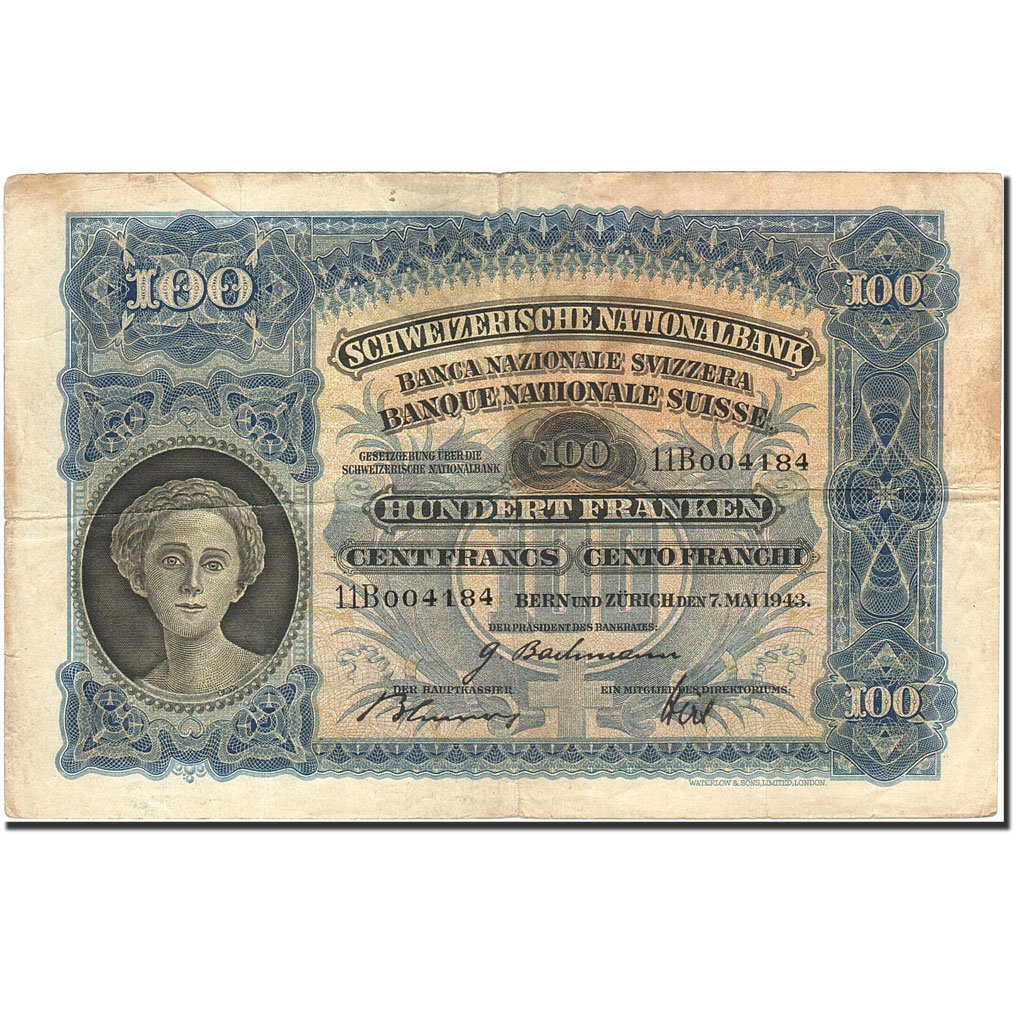 100
100
SCHWEIZERISCHE NATIONALBANK
BANCA NAZIONALE SVIZZERA
BANQUE NATIONALE SUISSE.
GESETZGEBUNG ÜBER DIE
SCHWEIZERISCHE NATIONALBANK
100
11B004184
HUNDERT FRANKEN
CENT FRANCS
CENTO FRANCHI
100
11B004184
BERN UND ZÜRICH DEN 7. MAI 1943.
DER PRÄSIDENT DES BANKRATES:
G. Bachmann
DER HAUPTKASSIER
EIN MITGLIED DES DIREKTORIUMS:
100
WATERLOW & SONS, LIMITED, LONDON.